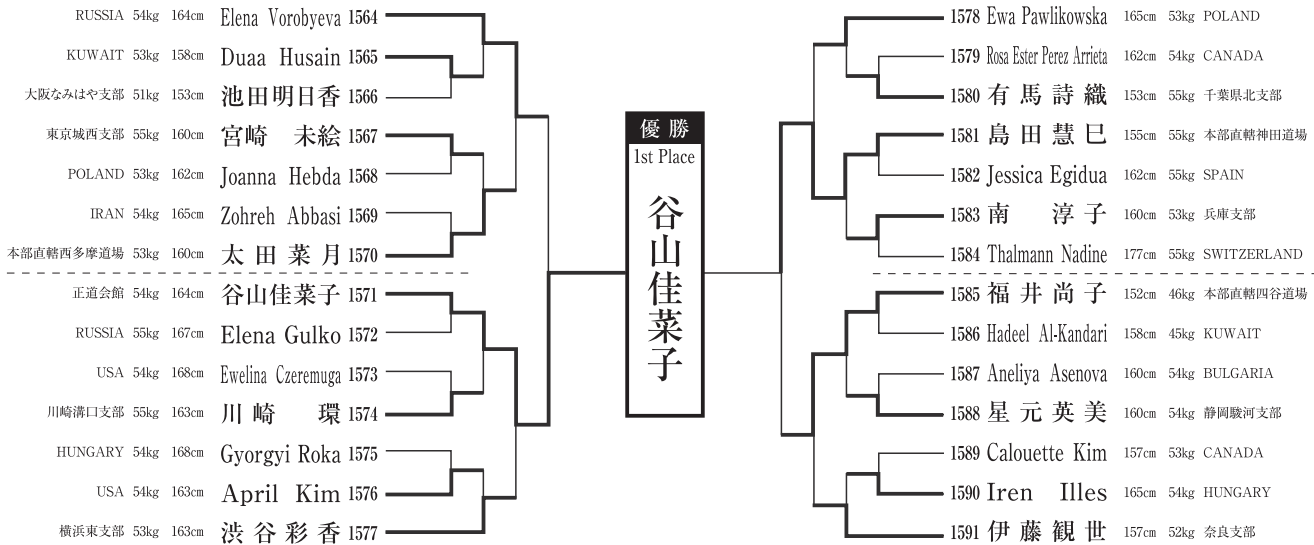 RUSSIA 54kg 164cm Elena Vorobyeva 1564
KUWAIT 53kg 158cm Duaa Husain 1565
大阪なみはや支部 51kg 153cm 池田明日香 1566
東京城西支部 55kg 160cm 宮崎 未絵 1567
POLAND 53kg 162cm Joanna Hebda 1568
IRAN 54kg 165cm Zohreh Abbasi 1569
本部直轄西多摩道場 53kg 160cm 太田菜月 1570
正道会館 54kg 164cm 谷山佳菜子 1571
RUSSIA 55kg 167cm Elena Gulko 1572
USA 54kg 168cm Ewelina Czeremuga 1573
川崎溝口支部 55kg 163cm 川崎 環 1574
HUNGARY 54kg 168cm Gyorgyi Roka 1575
USA 54kg 163cm April Kim 1576
横浜東支部 53kg 163cm 渋谷彩香 1577
優勝
1st Place
谷山佳菜子
1578 Ewa Pawlikowska 165cm 53kg POLAND
1579 Rosa Ester Perez Arrieta 162cm 54kg CANADA
1580 有馬詩織 153cm 55kg 千葉県北支部
1581 島田慧巳 155cm 55kg 本部直轄神田道場
1582 Jessica Egidua 162cm 55kg SPAIN
1583 南 淳子 160cm 53kg 兵庫支部
1584 Thalmann Nadine 177cm 55kg SWITZERLAND
1585 福井尚子 152cm 46kg 本部直轄四谷道場
1586 Hadeel Al-Kandari 158cm 45kg KUWAIT
1587 Aneliya Asenova 160cm 54kg BULGARIA
1588 星元英美 160cm 54kg 静岡駿河支部
1589 Calouette Kim 157cm 53kg CANADA
1590 Iren Illes 165cm 54kg HUNGARY
1591 伊藤観世 157cm 52kg 奈良支部